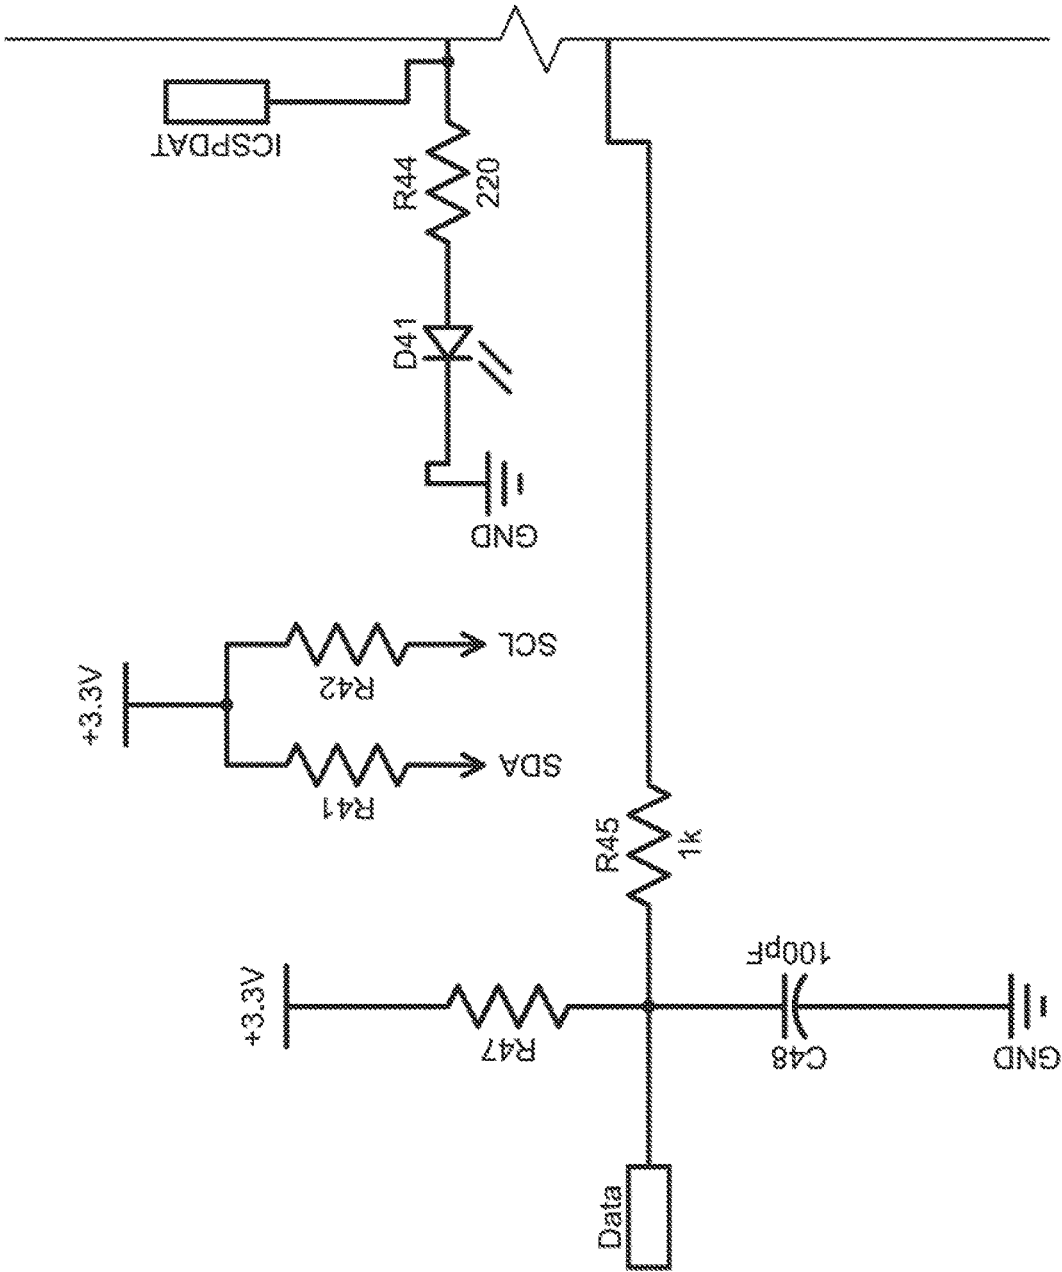 ICSPDAT
R44
220
D41
GND
+3.3V
R42
SCL
R41
SDA
R45
1k
+3.3V
R47
100pF
C48
GND
Data